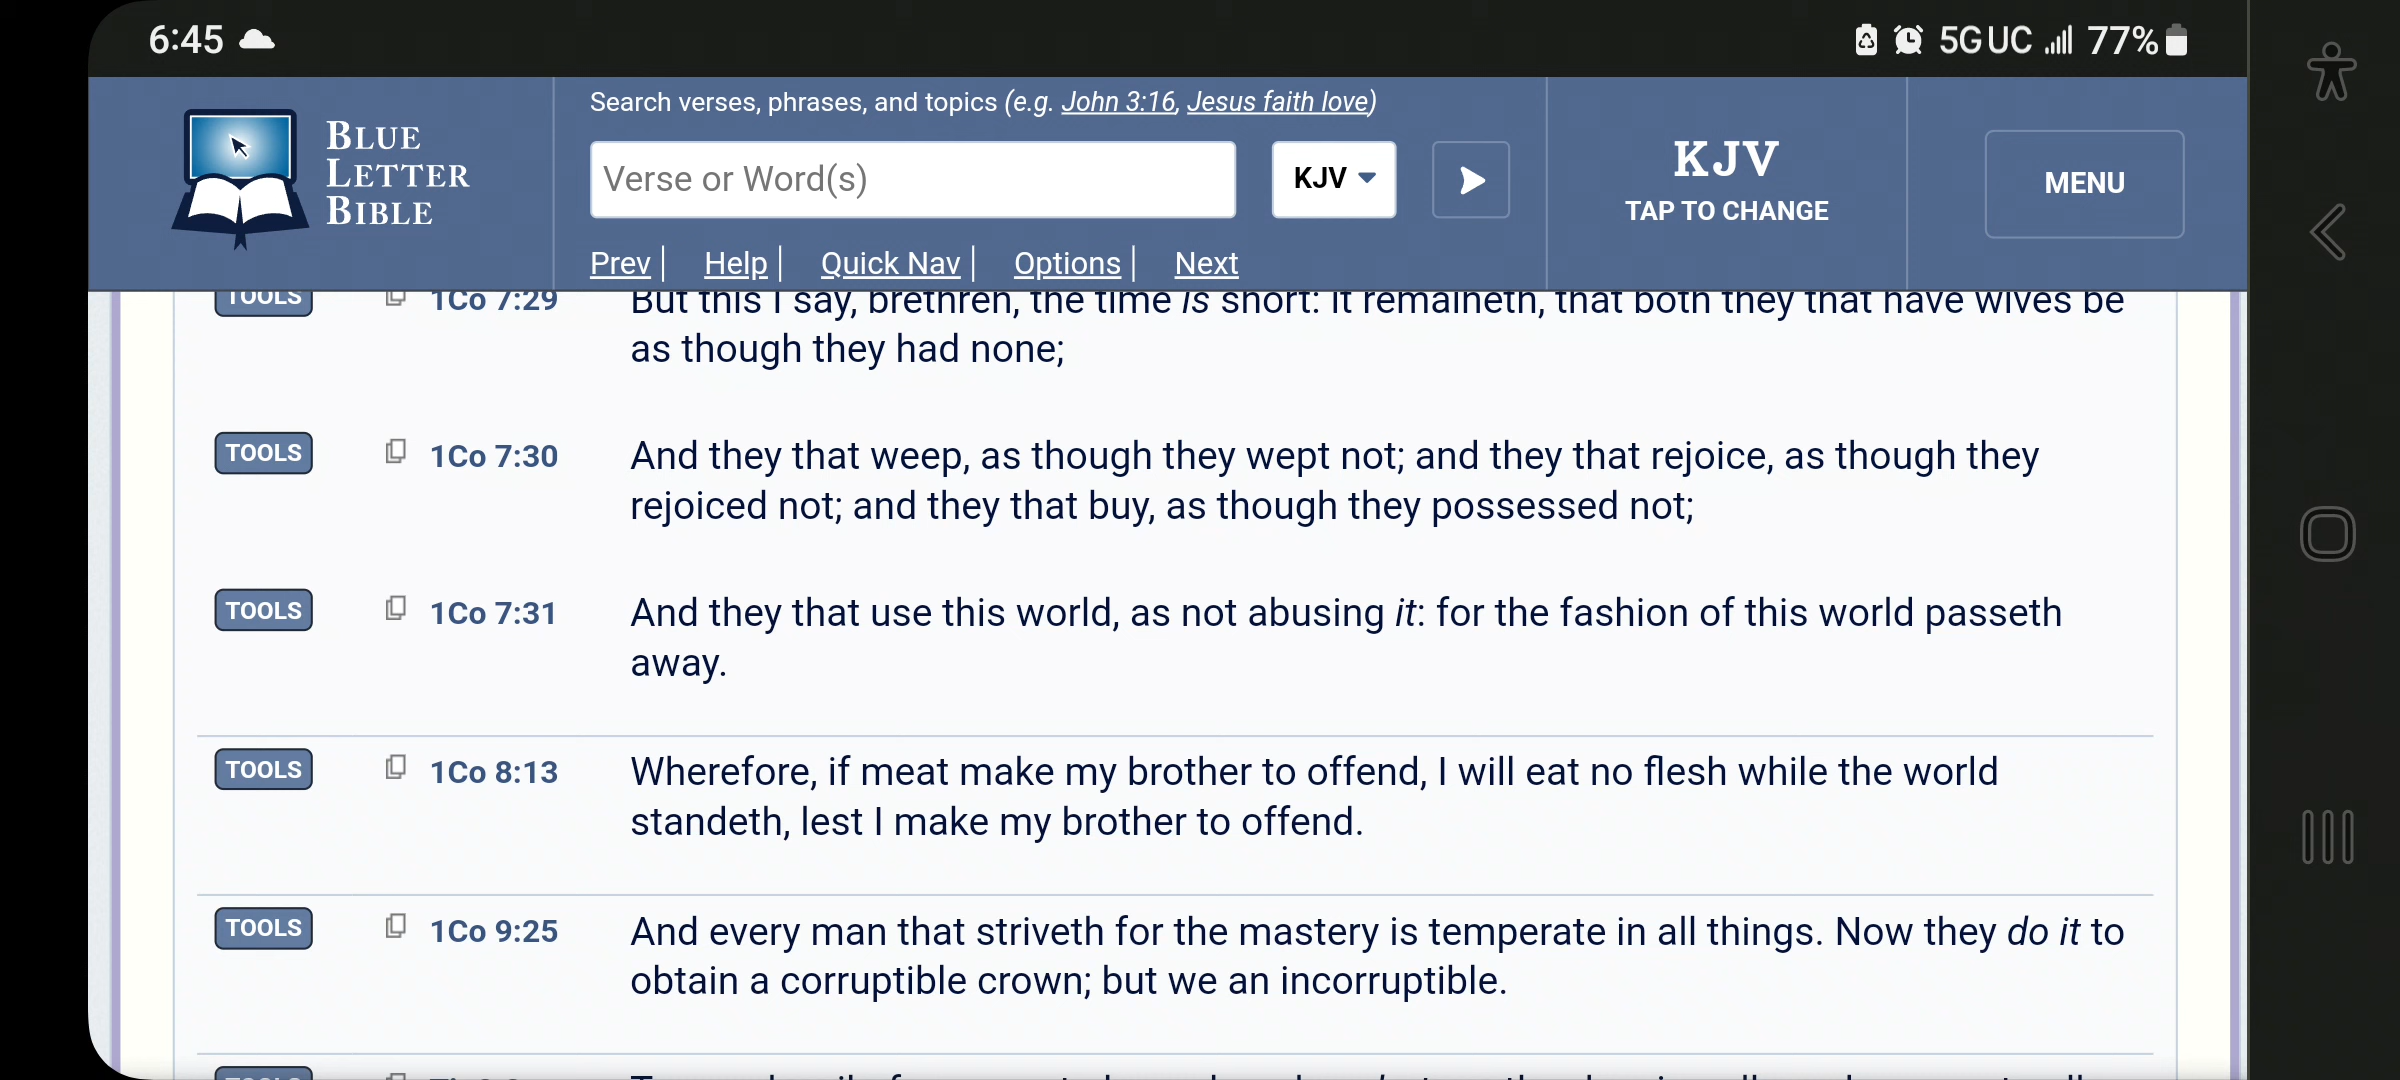 6:45
5G UC 77%
BLUE
LETTER
BIBLE
Search verses, phrases, and topics (e.g. John 3:16, Jesus faith love)
Verse or Word(s)
KJV
KJV
TAP TO CHANGE
MENU
Prev | Help | Quick Nav | Options | Next
TOOLS 1Co 7:29 But this I say, brethren, the time is short: it remaineth, that both they that have wives be
as though they had none;
TOOLS 1Co 7:30 And they that weep, as though they wept not; and they that rejoice, as though they
rejoiced not; and they that buy, as though they possessed not;
TOOLS 1Co 7:31 And they that use this world, as not abusing it: for the fashion of this world passeth
away.
TOOLS 1Co 8:13 Wherefore, if meat make my brother to offend, I will eat no flesh while the world
standeth, lest I make my brother to offend.
TOOLS 1Co 9:25 And every man that striveth for the mastery is temperate in all things. Now they do it to
obtain a corruptible crown; but we an incorruptible.
TOOLS